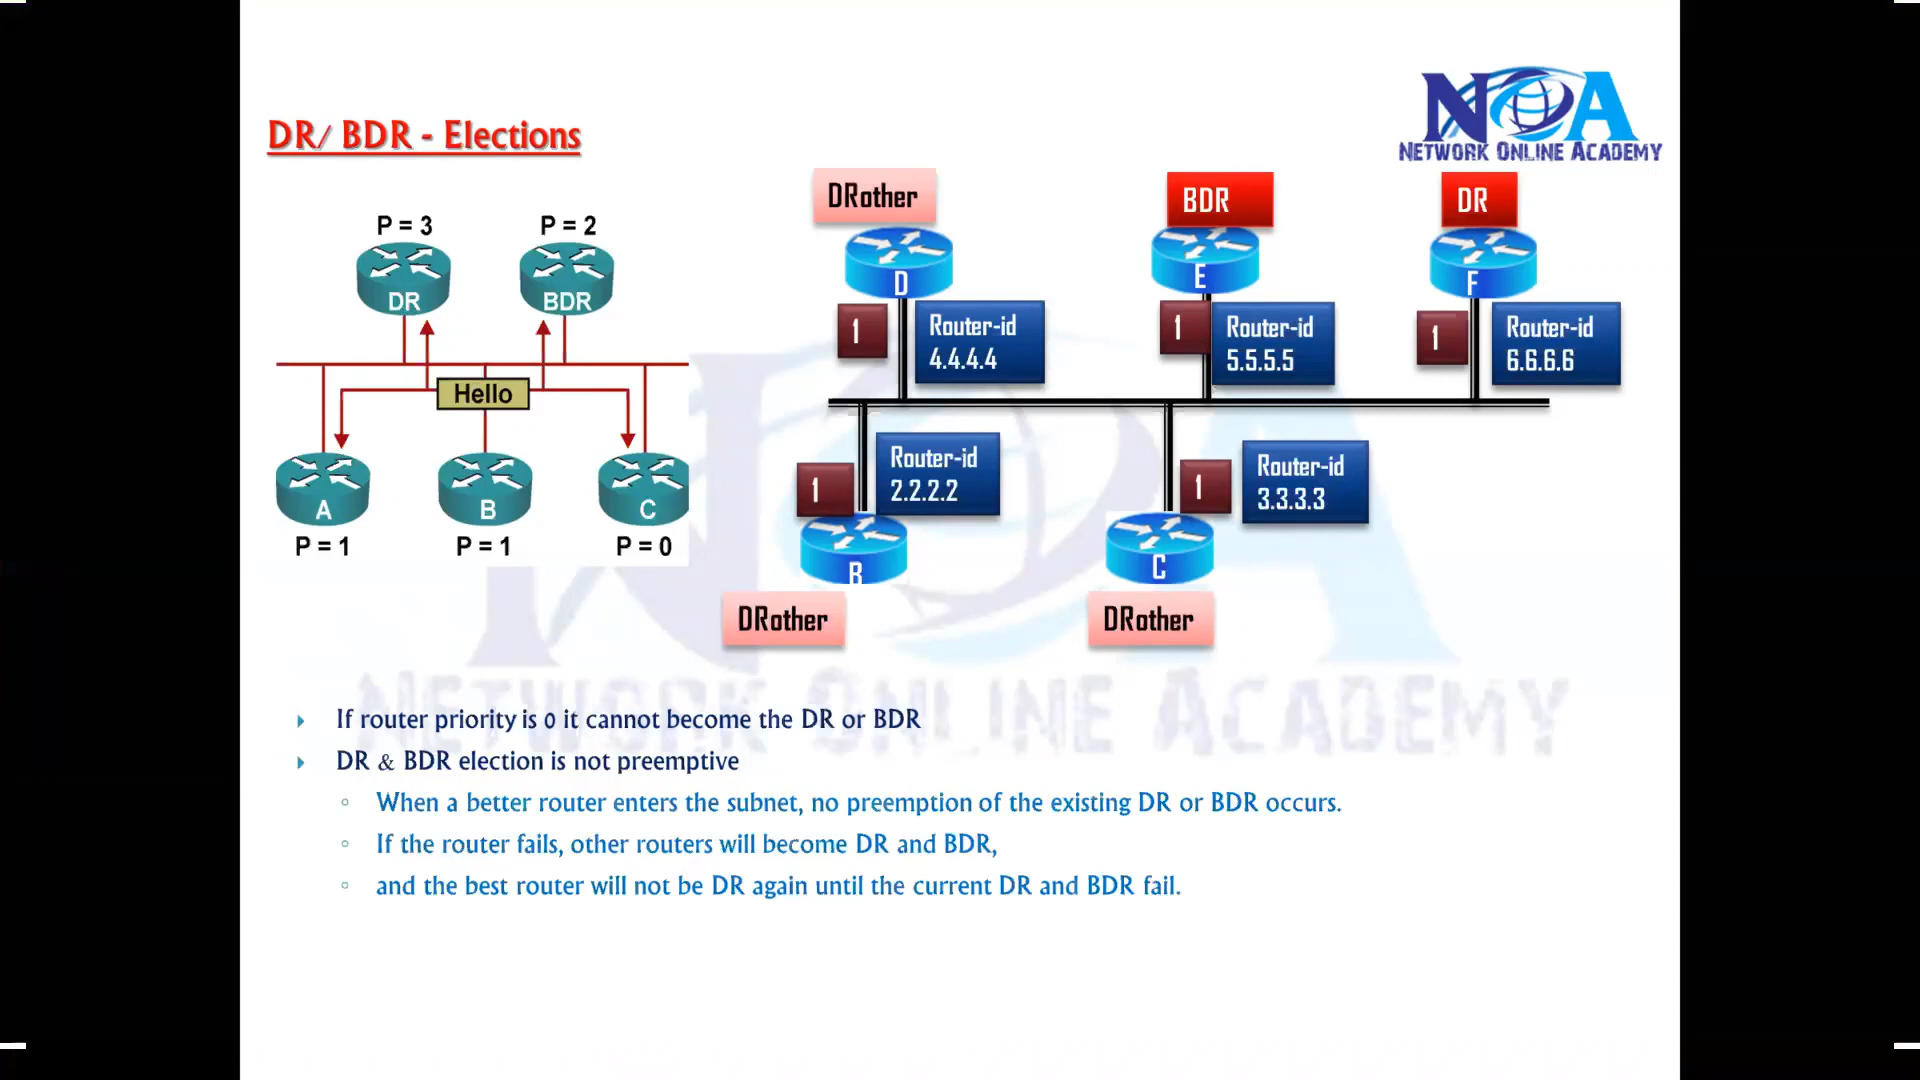 NOA
NETWORK ONLINE ACADEMY
DR/ BDR - Elections
P = 3
P = 2
DR
BDR
Hello
A
B
C
P = 1
P = 1
P = 0
DRother
BDR
DR
D
E
F
1
Router-id
4.4.4.4
1
Router-id
5.5.5.5
1
Router-id
6.6.6.6
1
Router-id
2.2.2.2
1
Router-id
3.3.3.3
B
C
DRother
DRother
NETWORK ONLINE ACADEMY
If router priority is 0 it cannot become the DR or BDR
DR & BDR election is not preemptive
When a better router enters the subnet, no preemption of the existing DR or BDR occurs.
If the router fails, other routers will become DR and BDR,
and the best router will not be DR again until the current DR and BDR fail.